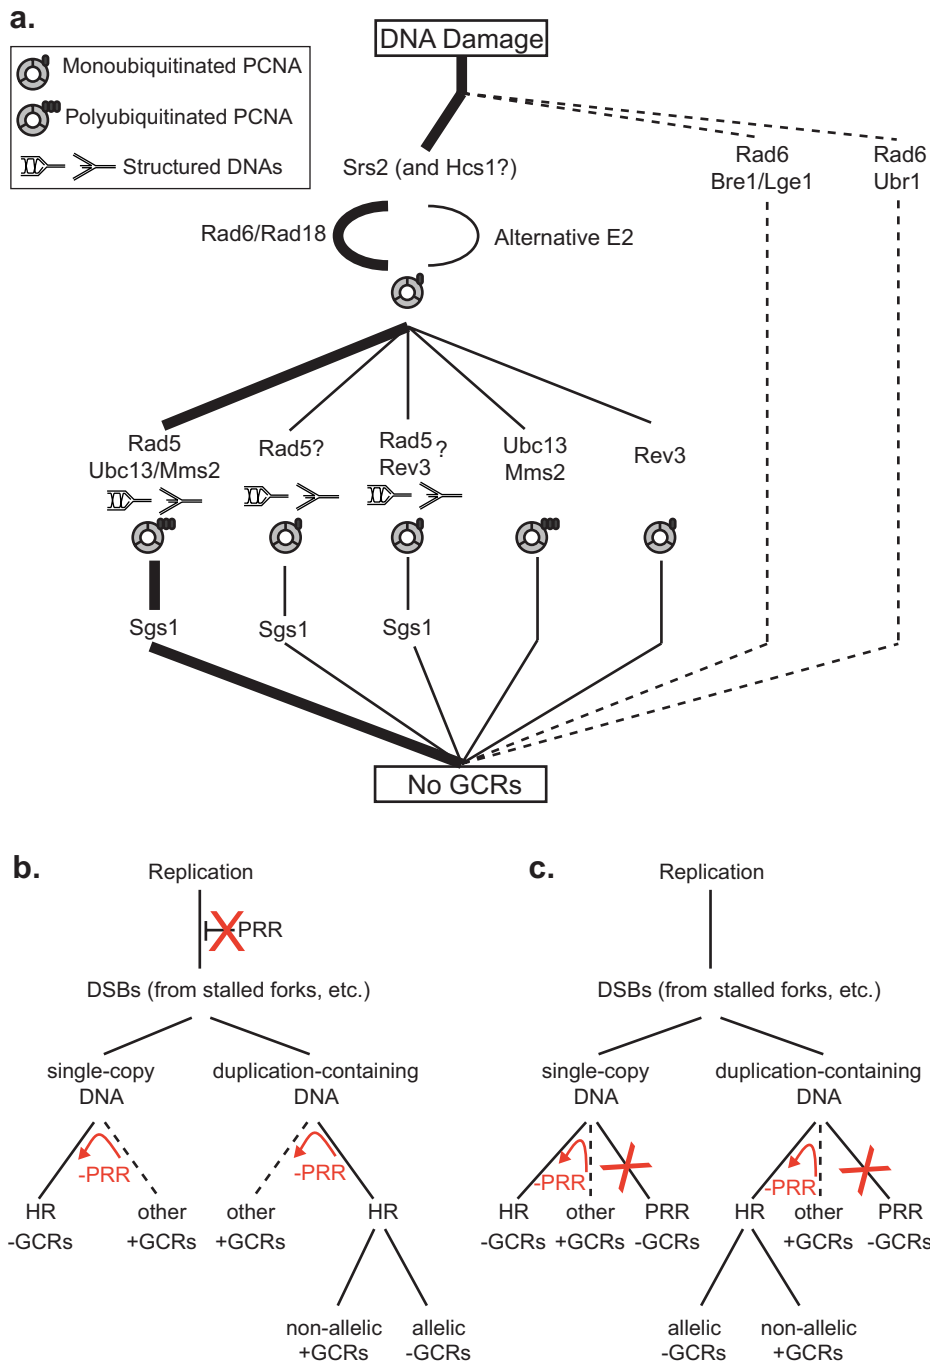 a.
DNA Damage
Monoubiquitinated PCNA
Polyubiquitinated PCNA
Structured DNAs
Srs2 (and Hcs1?)
Rad6
Bre1/Lge1
Rad6
Ubr1
Rad6/Rad18
Alternative E2
Rad5
Ubc13/Mms2
Rad5?
Rad5
Rev3
?
Ubc13
Mms2
Rev3
Sgs1
Sgs1
Sgs1
No GCRs
b.
Replication
PRR
DSBs (from stalled forks, etc.)
single-copy
DNA
duplication-containing
DNA
-PRR
-PRR
HR
-GCRs
other
+GCRs
other
+GCRs
HR
non-allelic
+GCRs
allelic
-GCRs
c.
Replication
DSBs (from stalled forks, etc.)
single-copy
DNA
duplication-containing
DNA
-PRR
-PRR
HR
-GCRs
other
+GCRs
PRR
-GCRs
HR
other
+GCRs
PRR
-GCRs
allelic
-GCRs
non-allelic
+GCRs